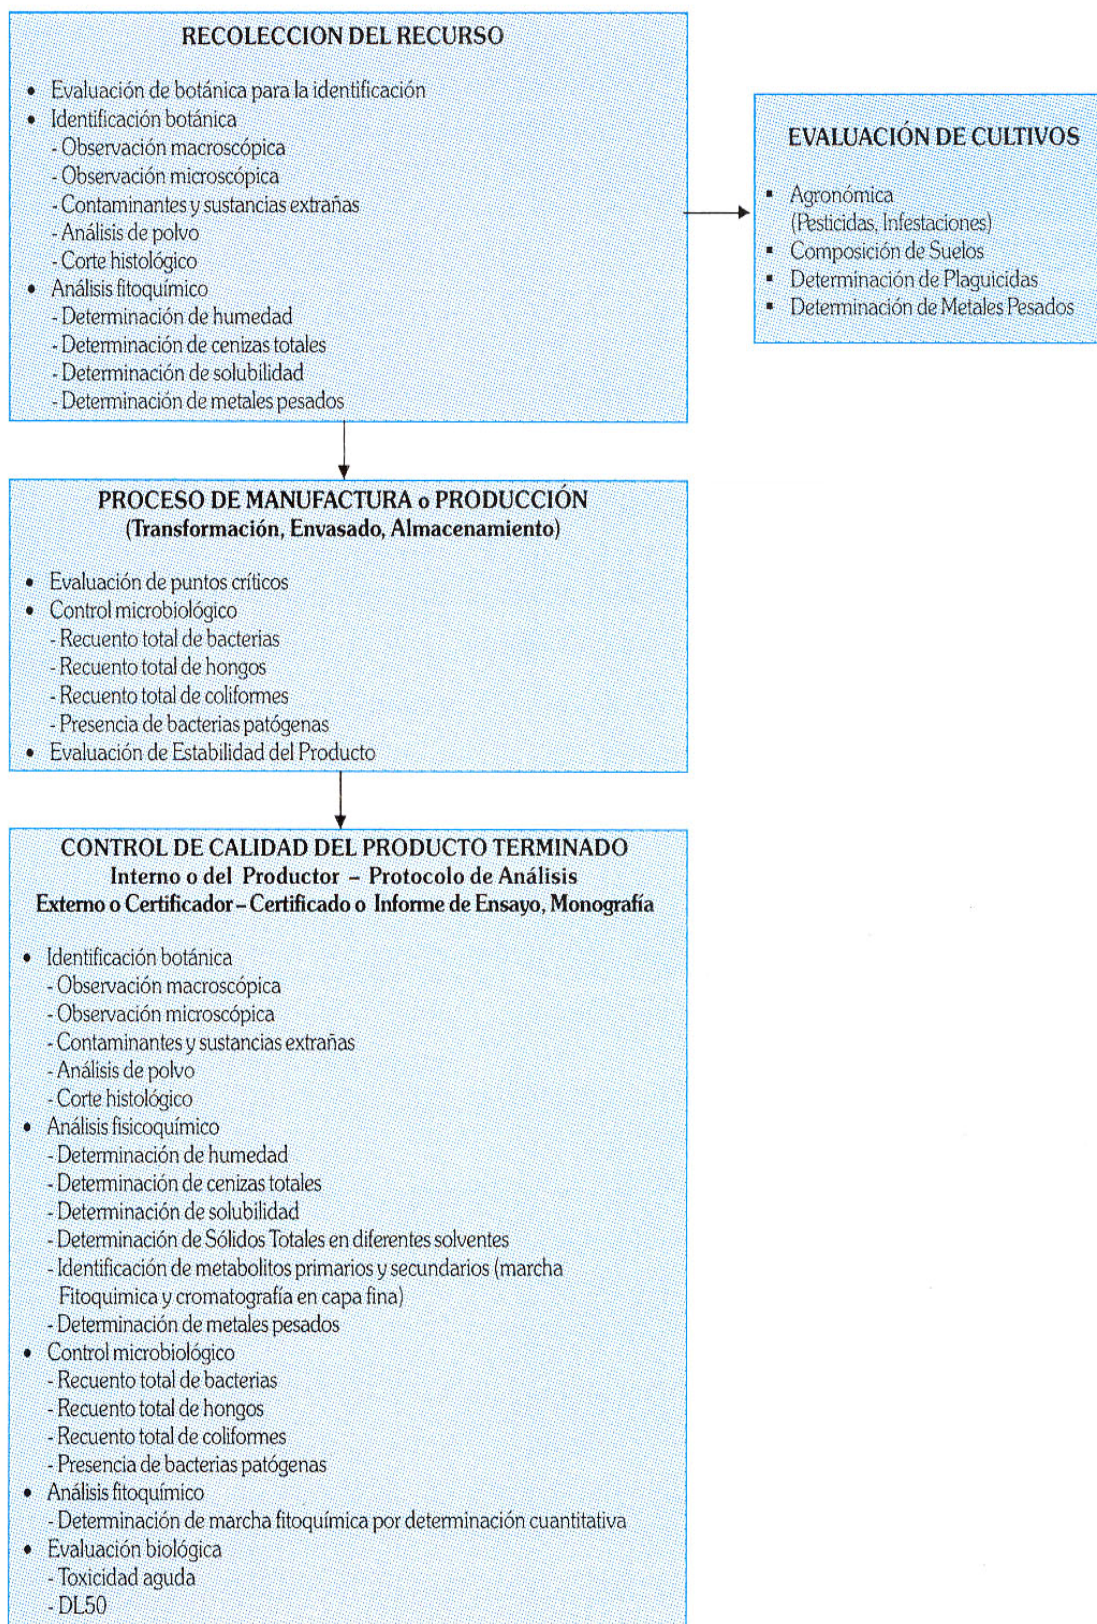 RECOLECCION DEL RECURSO
• Evaluación de botánica para la identificación
• Identificación botánica
- Observación macroscópica
- Observación microscópica
- Contaminantes y sustancias extrañas
- Análisis de polvo
- Corte histológico
• Análisis fitoquímico
- Determinación de humedad
- Determinación de cenizas totales
- Determinación de solubilidad
- Determinación de metales pesados
EVALUACIÓN DE CULTIVOS
▪ Agronómica
(Pesticidas, Infestaciones)
▪ Composición de Suelos
▪ Determinación de Plaguicidas
▪ Determinación de Metales Pesados
PROCESO DE MANUFACTURA o PRODUCCIÓN
(Transformación, Envasado, Almacenamiento)
• Evaluación de puntos críticos
• Control microbiológico
- Recuento total de bacterias
- Recuento total de hongos
- Recuento total de coliformes
- Presencia de bacterias patógenas
• Evaluación de Estabilidad del Producto
CONTROL DE CALIDAD DEL PRODUCTO TERMINADO
Interno o del Productor – Protocolo de Análisis
Externo o Certificador – Certificado o Informe de Ensayo, Monografía
• Identificación botánica
- Observación macroscópica
- Observación microscópica
- Contaminantes y sustancias extrañas
- Análisis de polvo
- Corte histológico
• Análisis fisicoquímico
- Determinación de humedad
- Determinación de cenizas totales
- Determinación de solubilidad
- Determinación de Sólidos Totales en diferentes solventes
- Identificación de metabolitos primarios y secundarios (marcha
Fitoquimica y cromatografía en capa fina)
- Determinación de metales pesados
• Control microbiológico
- Recuento total de bacterias
- Recuento total de hongos
- Recuento total de coliformes
- Presencia de bacterias patógenas
• Análisis fitoquímico
- Determinación de marcha fitoquímica por determinación cuantitativa
• Evaluación biológica
- Toxicidad aguda
- DL50